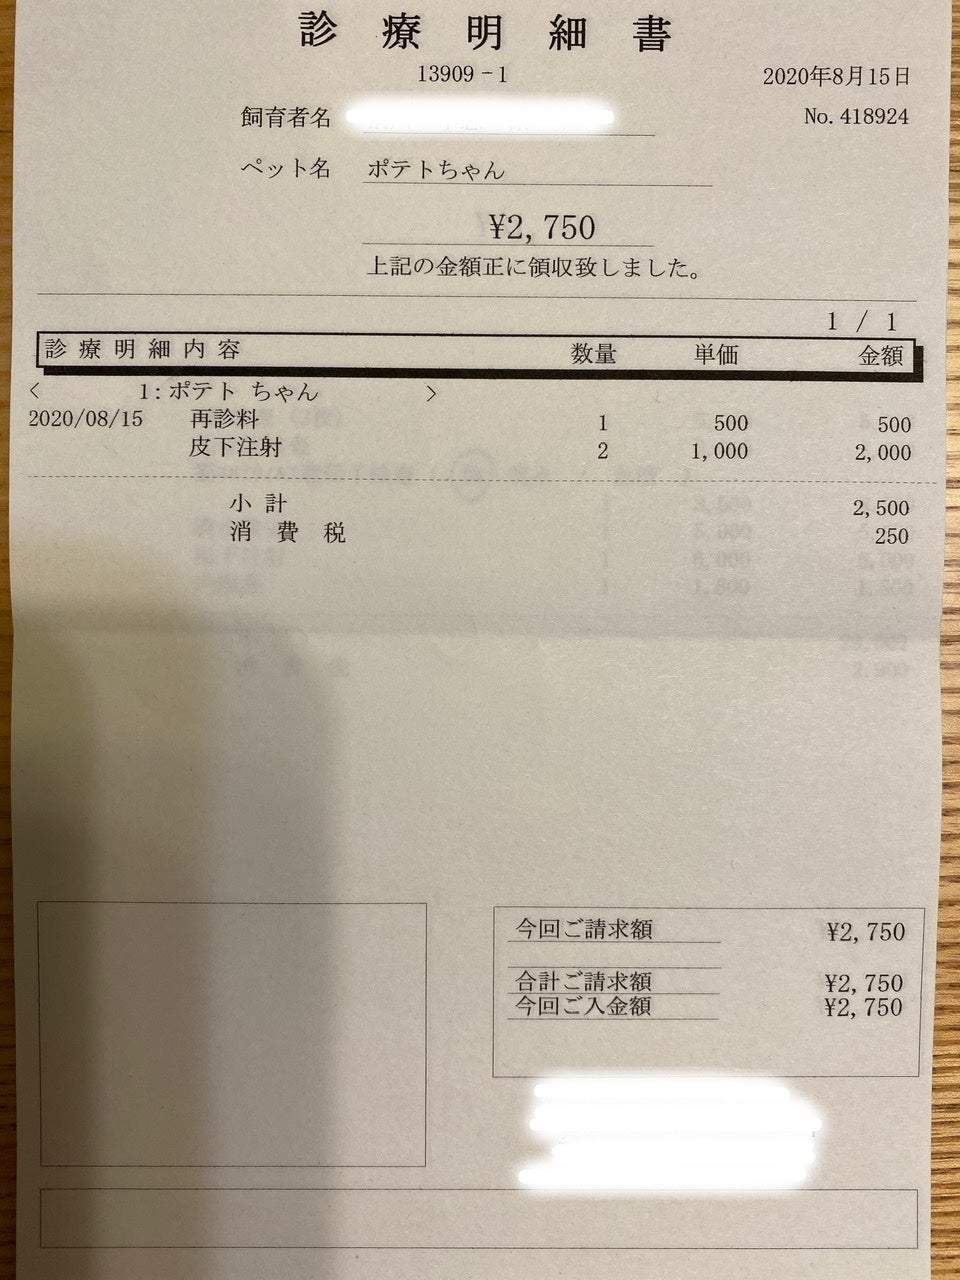 診療明細書
13909-1
2020年8月15日
飼育者名
No.418924
ペット名 ポテトちゃん
¥2,750
上記の金額正に領収致しました。
1 / 1
診療明細内容 数量 単価 金額
< 1:ポテト ちゃん >
2020/08/15 再診料 1 500 500
皮下注射 2 1,000 2,000
小計 2,500
消費税 250
今回ご請求額 ¥2,750
合計ご請求額 ¥2,750
今回ご入金額 ¥2,750